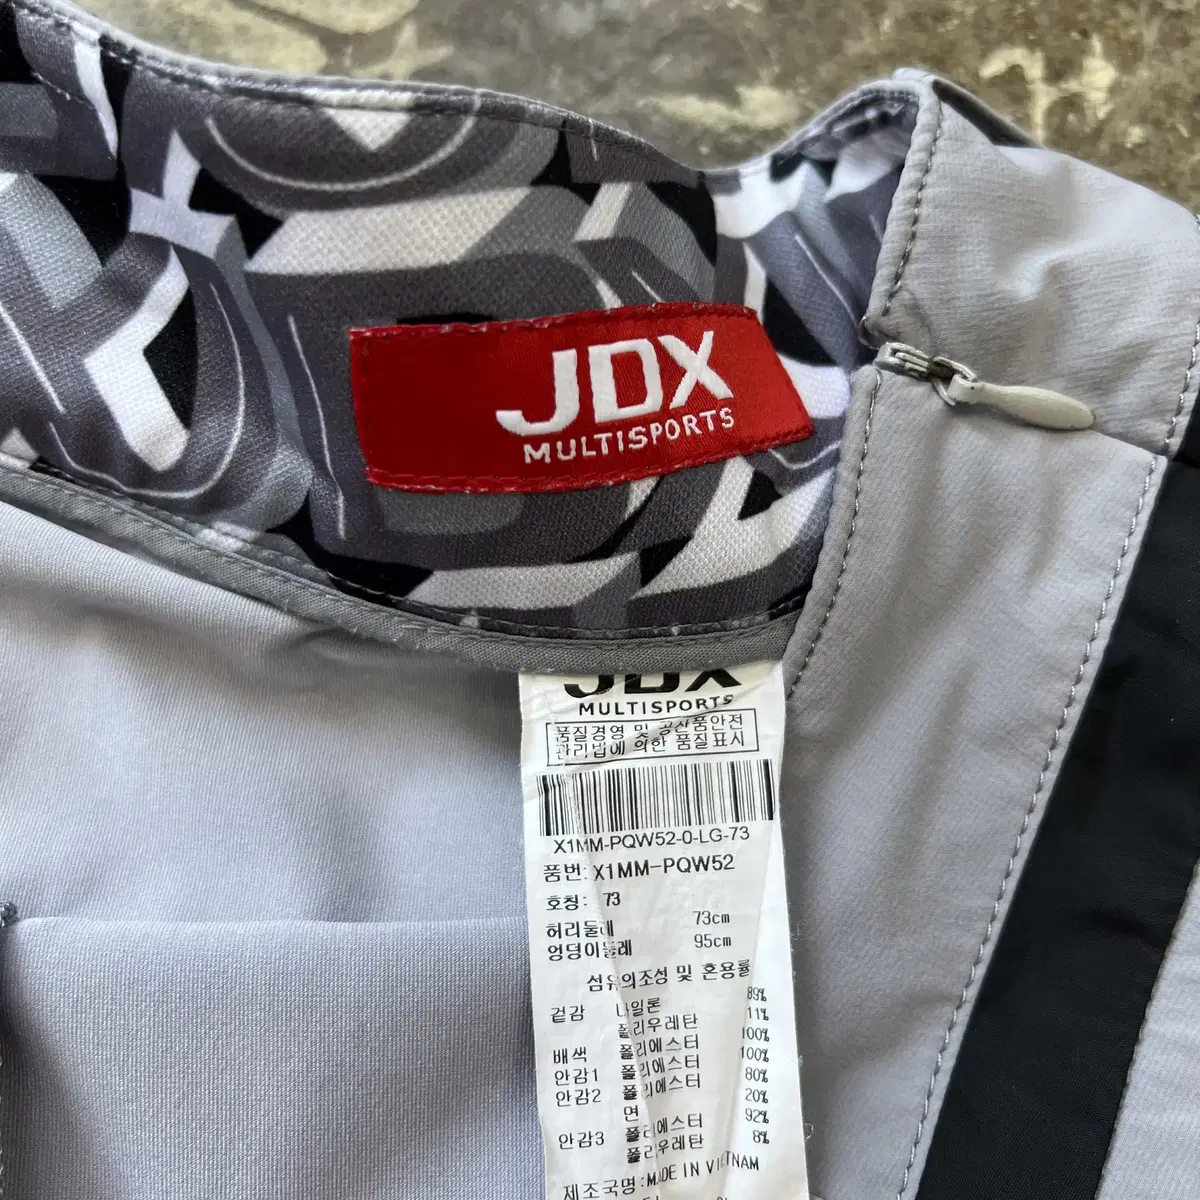 JDX
MULTISPORTS
JDX
MULTISPORTS
품질경영 및 공산품안전
관리법에 의한 품질표시
X1MM-PQW52-0-LG-73
품번: X1MM-PQW52
호칭: 73
허리둘레 73cm
엉덩이둘레 95cm
섬유의조성 및 혼용률
겉감 나일론 89%
폴리우레탄 11%
배색 폴리에스터 100%
안감1 폴리에스터 100%
안감2 폴리에스터 80%
면 20%
안감3 폴리에스터 92%
폴리우레탄 8%
제조국명:MADE IN VIETNAM